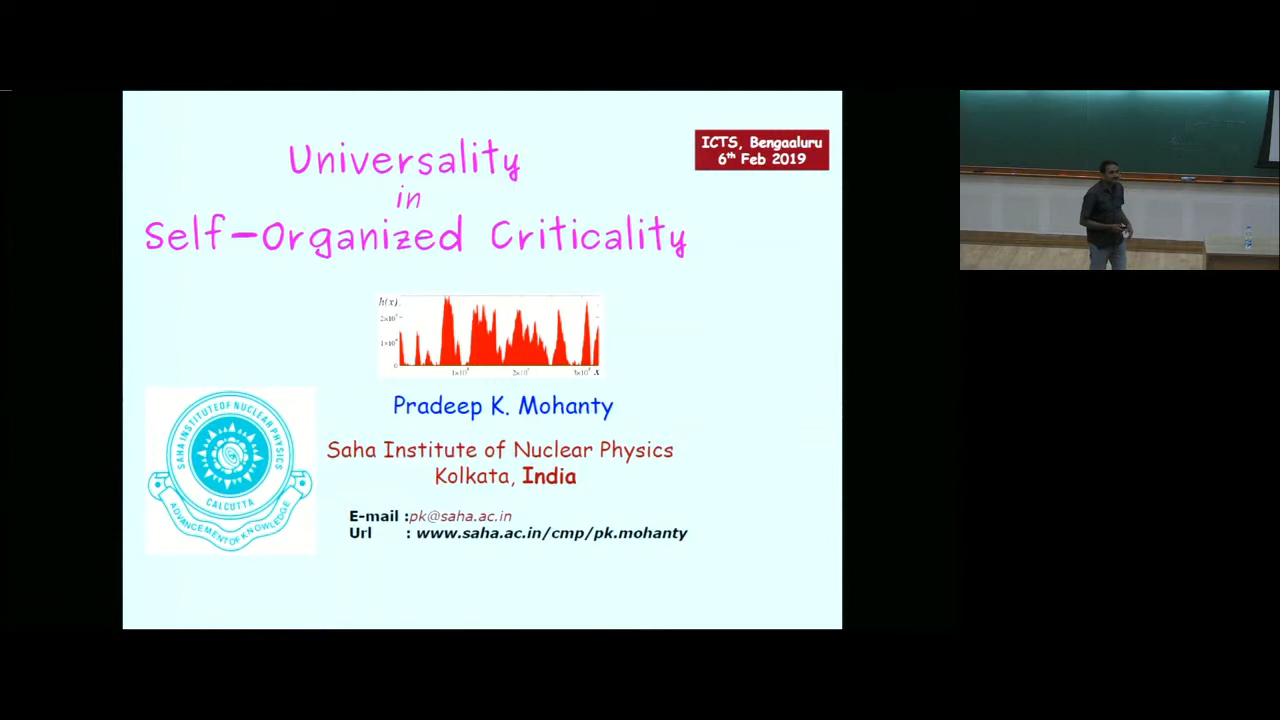 Universality
in
Self-Organized Criticality
ICTS, Bengaaluru
6th Feb 2019
h(x)
0
x
Pradeep K. Mohanty
Saha Institute of Nuclear Physics
Kolkata, India
E-mail :pk@saha.ac.in
Url : www.saha.ac.in/cmp/pk.mohanty
SAHA INSTITUTE OF NUCLEAR PHYSICS
CALCUTTA
ADVANCEMENT OF KNOWLEDGE